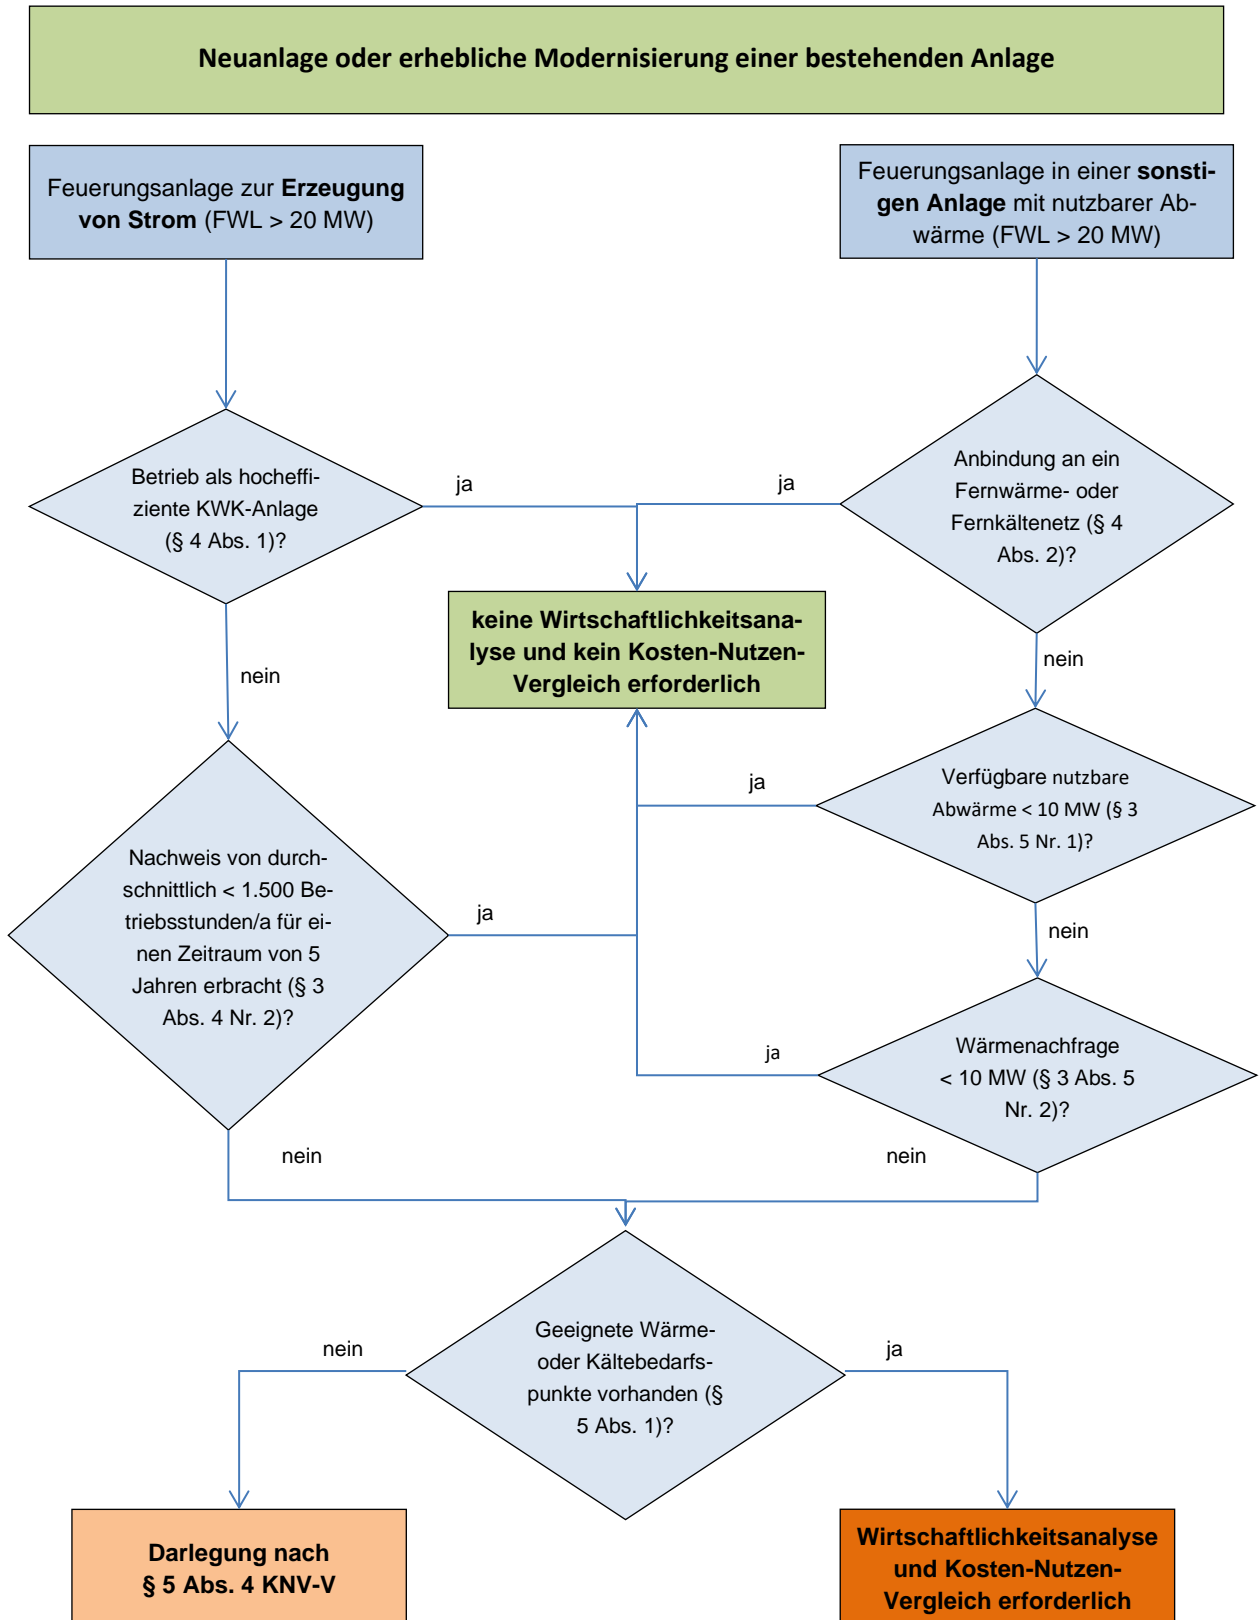 Neuanlage oder erhebliche Modernisierung einer bestehenden Anlage
Feuerungsanlage zur Erzeugung
von Strom (FWL > 20 MW)
Feuerungsanlage in einer sonsti-
gen Anlage mit nutzbarer Ab-
wärme (FWL > 20 MW)
Betrieb als hocheffi-
ziente KWK-Anlage
(§ 4 Abs. 1)?
ja
ja
Anbindung an ein
Fernwärme- oder
Fernkältenetz (§ 4
Abs. 2)?
keine Wirtschaftlichkeitsana-
lyse und kein Kosten-Nutzen-
Vergleich erforderlich
nein
nein
Nachweis von durch-
schnittlich < 1.500 Be-
triebsstunden/a für ei-
nen Zeitraum von 5
Jahren erbracht (§ 3
Abs. 4 Nr. 2)?
ja
ja
Verfügbare nutzbare
Abwärme < 10 MW (§ 3
Abs. 5 Nr. 1)?
nein
ja
Wärmenachfrage
< 10 MW (§ 3 Abs. 5
Nr. 2)?
nein
nein
Geeignete Wärme-
oder Kältebedarfs-
punkte vorhanden (§
5 Abs. 1)?
nein
ja
Darlegung nach
§ 5 Abs. 4 KNV-V
Wirtschaftlichkeitsanalyse
und Kosten-Nutzen-
Vergleich erforderlich